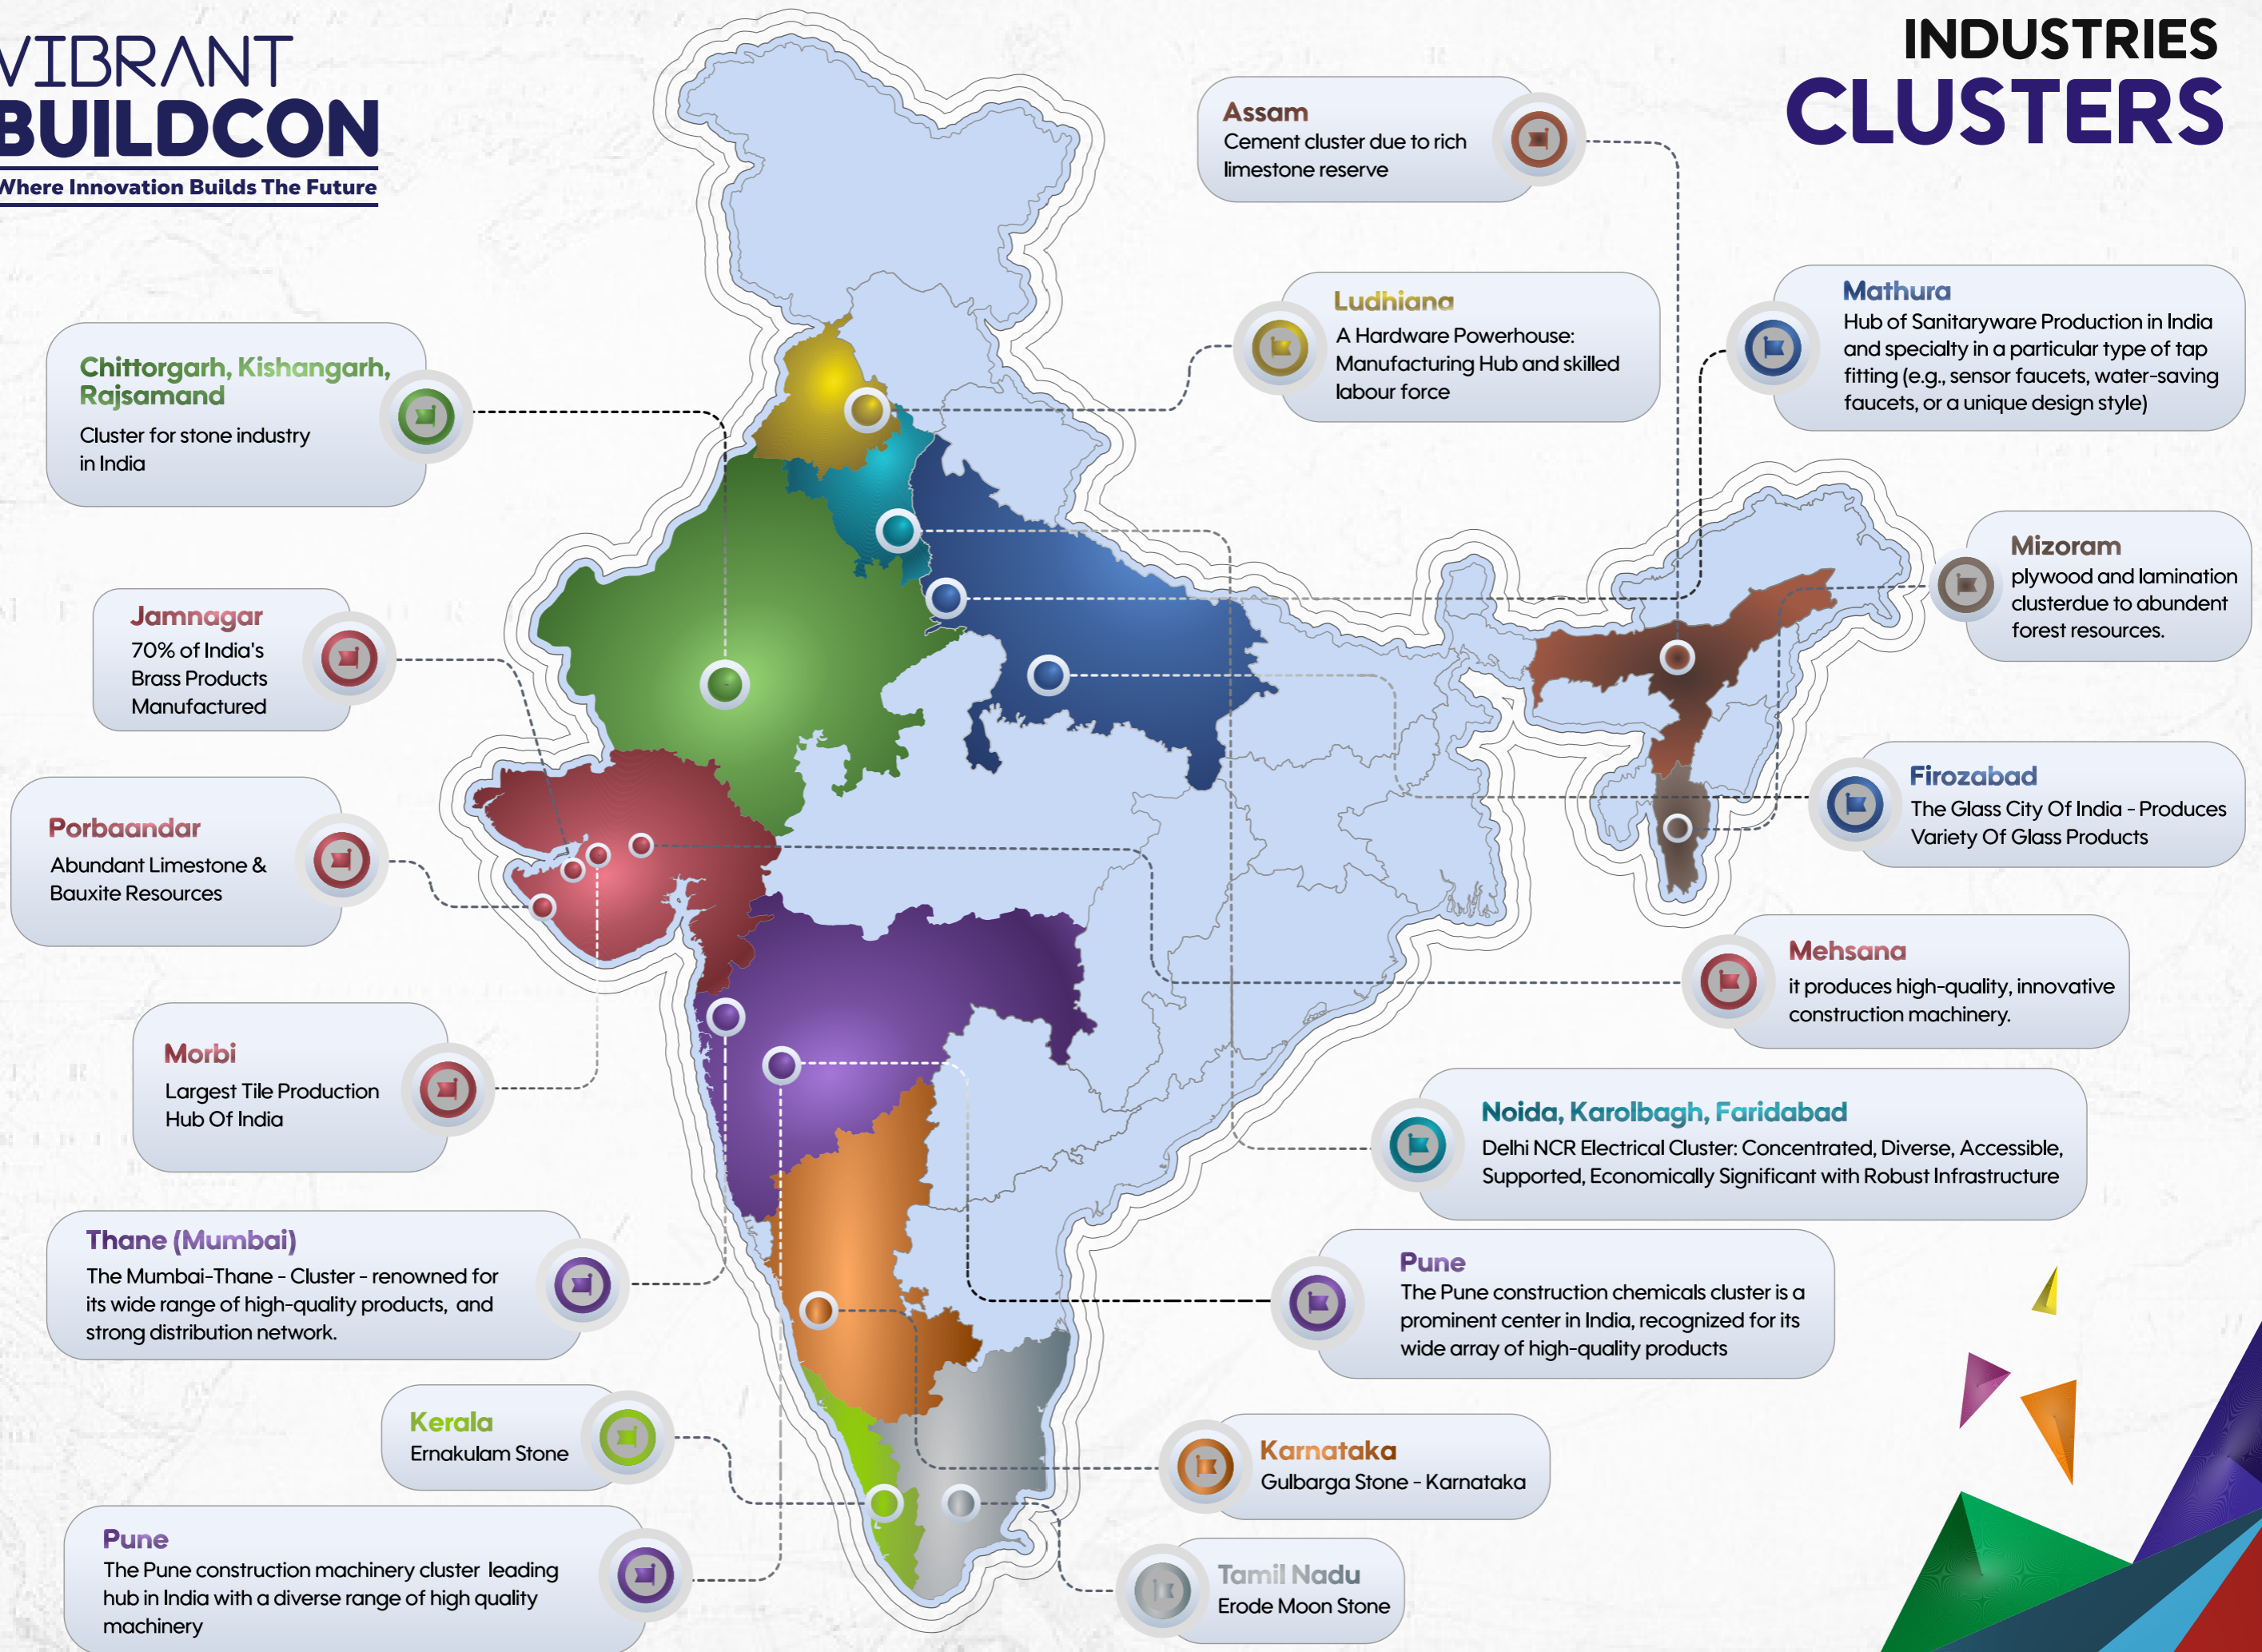 VIBRANT
BUILDCON
Where Innovation Builds The Future
INDUSTRIES
CLUSTERS
Assam
Cement cluster due to rich
limestone reserve
Ludhiana
A Hardware Powerhouse:
Manufacturing Hub and skilled
labour force
Mathura
Hub of Sanitaryware Production in India
and specialty in a particular type of tap
fitting (e.g., sensor faucets, water-saving
faucets, or a unique design style)
Chittorgarh, Kishangarh,
Rajsamand
Cluster for stone industry
in India
Mizoram
plywood and lamination
clusterdue to abundent
forest resources.
Jamnagar
70% of India's
Brass Products
Manufactured
Firozabad
The Glass City Of India - Produces
Variety Of Glass Products
Porbaandar
Abundant Limestone &
Bauxite Resources
Mehsana
it produces high-quality, innovative
construction machinery.
Morbi
Largest Tile Production
Hub Of India
Noida, Karolbagh, Faridabad
Delhi NCR Electrical Cluster: Concentrated, Diverse, Accessible,
Supported, Economically Significant with Robust Infrastructure
Thane (Mumbai)
The Mumbai-Thane - Cluster - renowned for
its wide range of high-quality products, and
strong distribution network.
Pune
The Pune construction chemicals cluster is a
prominent center in India, recognized for its
wide array of high-quality products
Kerala
Ernakulam Stone
Karnataka
Gulbarga Stone - Karnataka
Pune
The Pune construction machinery cluster leading
hub in India with a diverse range of high quality
machinery
Tamil Nadu
Erode Moon Stone